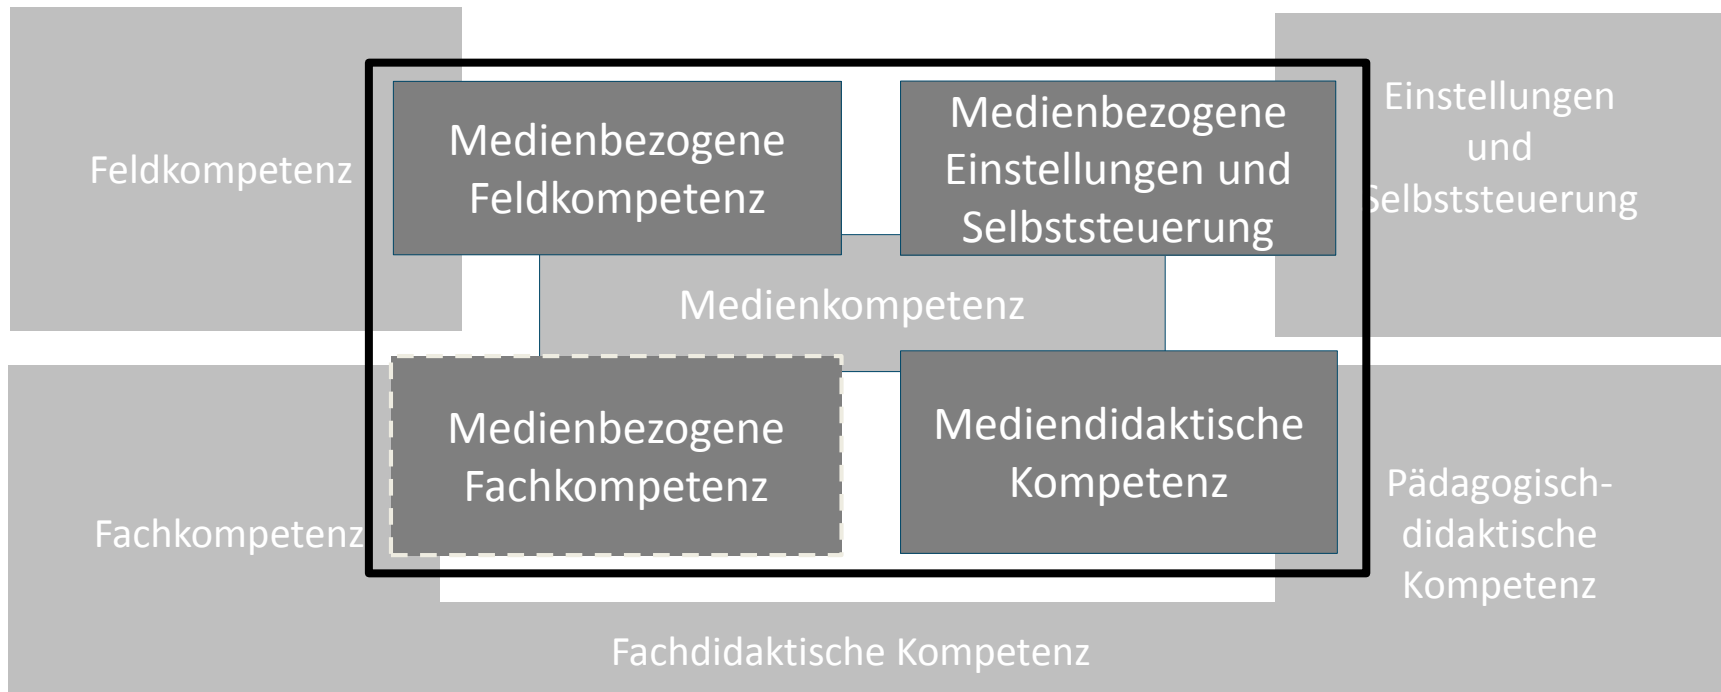 Feldkompetenz
Medienbezogene
Feldkompetenz
Medienbezogene
Einstellungen und
Selbststeuerung
Einstellungen
und
Selbststeuerung
Medienkompetenz
Fachkompetenz
Medienbezogene
Fachkompetenz
Mediendidaktische
Kompetenz
Pädagogisch-
didaktische
Kompetenz
Fachdidaktische Kompetenz